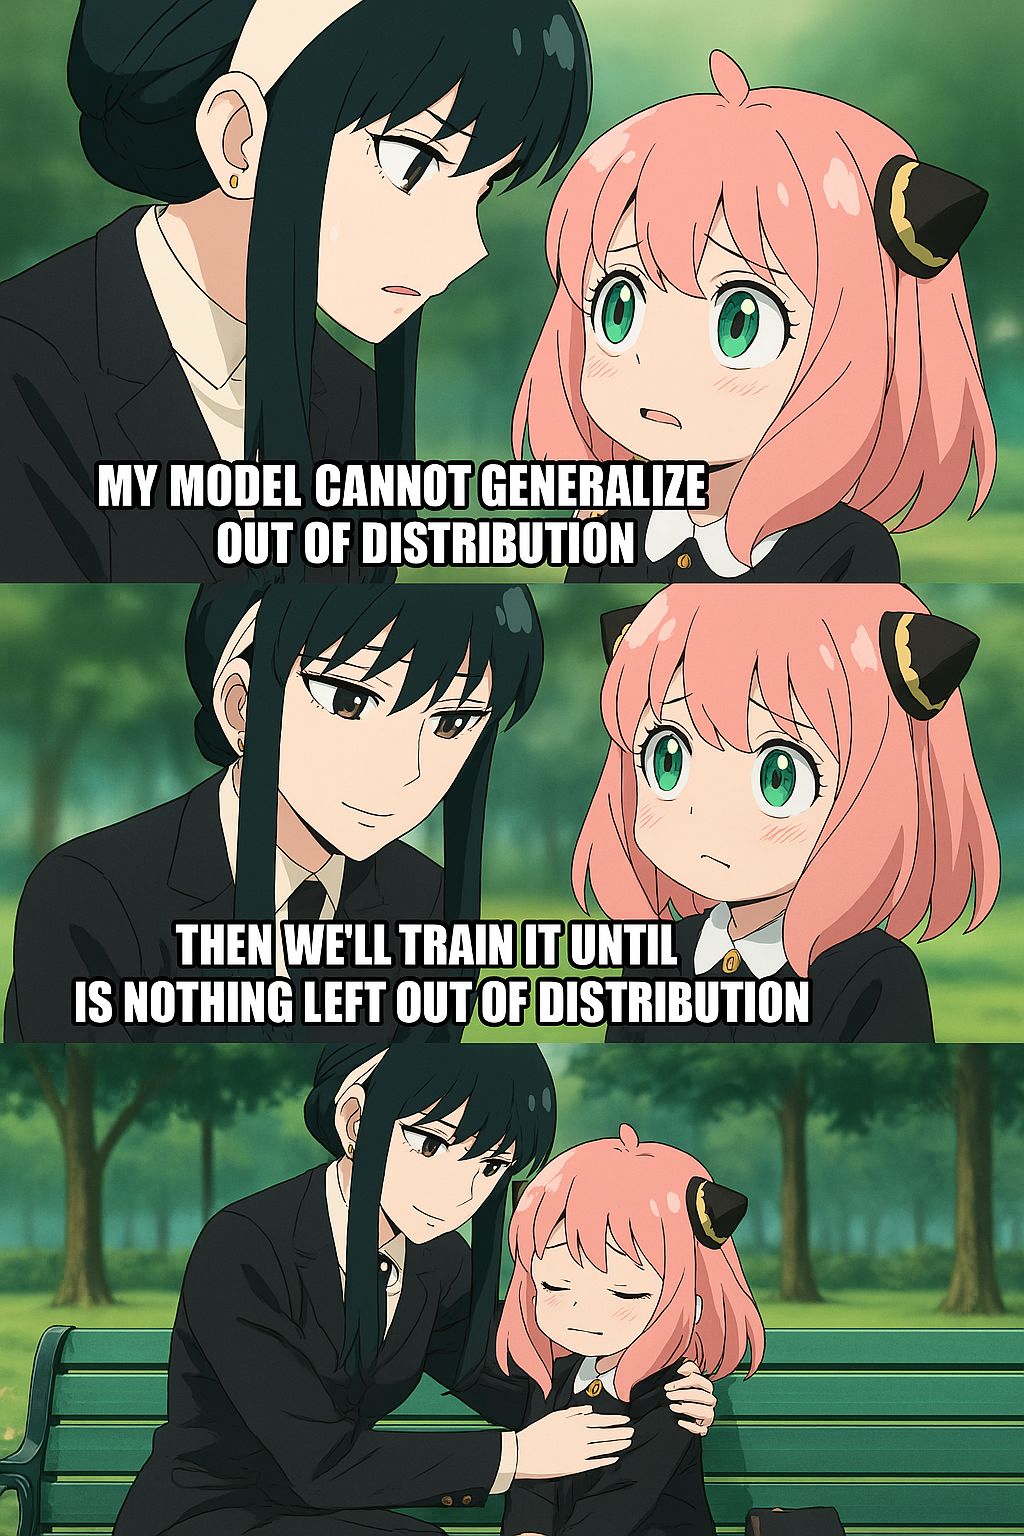 MY MODEL CANNOT GENERALIZE
OUT OF DISTRIBUTION
THEN WE'LL TRAIN IT UNTIL
IS NOTHING LEFT OUT OF DISTRIBUTION